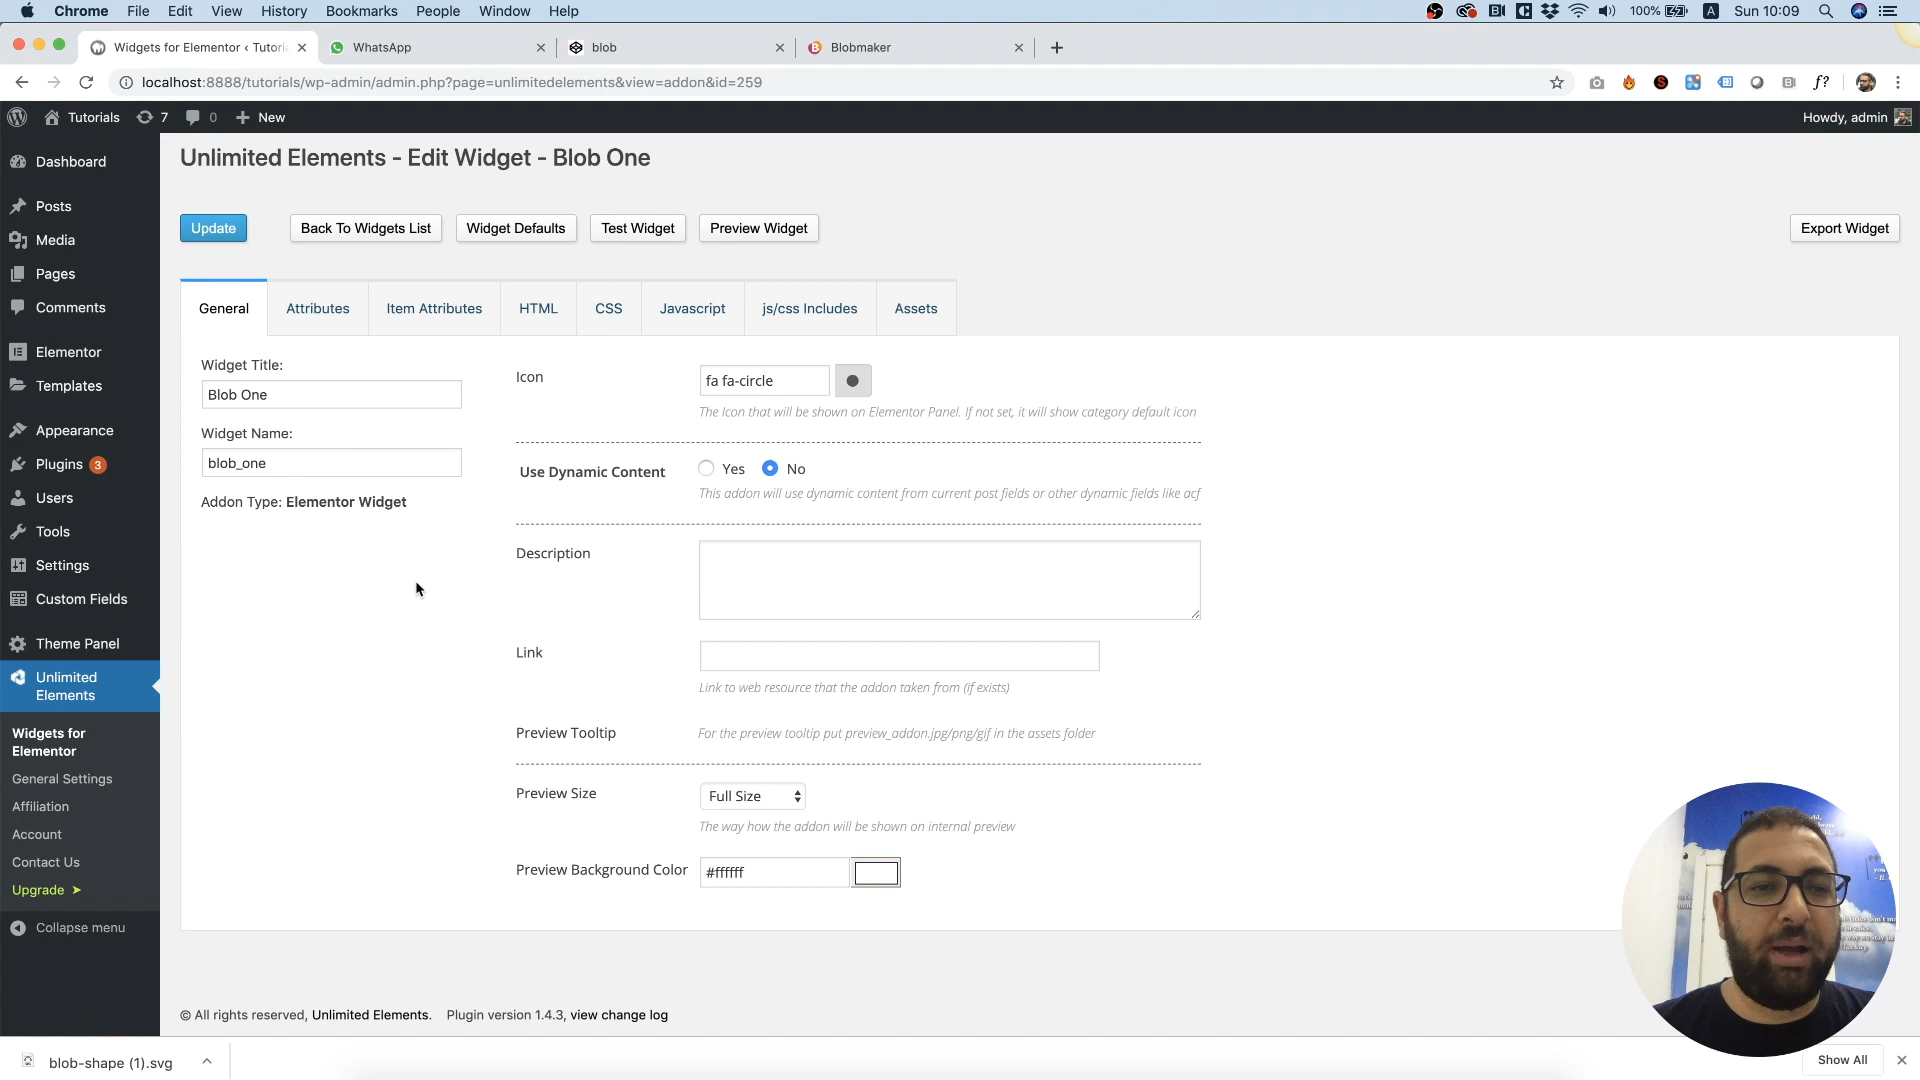 Chrome File Edit View History Bookmarks People Window Help 100% A Sun 10:09
Widgets for Elementor ‹ Tutoria WhatsApp blob Blobmaker
localhost:8888/tutorials/wp-admin/admin.php?page=unlimitedelements&view=addon&id=259 f?
Tutorials 7 0 New Howdy, admin
Dashboard
Posts
Media
Pages
Comments
Elementor
Templates
Appearance
Plugins 3
Users
Tools
Settings
Custom Fields
Theme Panel
Unlimited
Elements
Widgets for
Elementor
General Settings
Affiliation
Account
Contact Us
Upgrade ➤
Collapse menu
Unlimited Elements - Edit Widget - Blob One
Update Back To Widgets List Widget Defaults Test Widget Preview Widget Export Widget
General Attributes Item Attributes HTML CSS Javascript js/css Includes Assets
Widget Title:
Blob One
Widget Name:
blob_one
Addon Type: Elementor Widget
Icon fa fa-circle
The Icon that will be shown on Elementor Panel. If not set, it will show category default icon
Use Dynamic Content Yes No
This addon will use dynamic content from current post fields or other dynamic fields like acf
Description
Link
Link to web resource that the addon taken from (if exists)
Preview Tooltip For the preview tooltip put preview_addon.jpg/png/gif in the assets folder
Preview Size Full Size
The way how the addon will be shown on internal preview
Preview Background Color #ffffff
© All rights reserved, Unlimited Elements. Plugin version 1.4.3, view change log
blob-shape (1).svg Show All